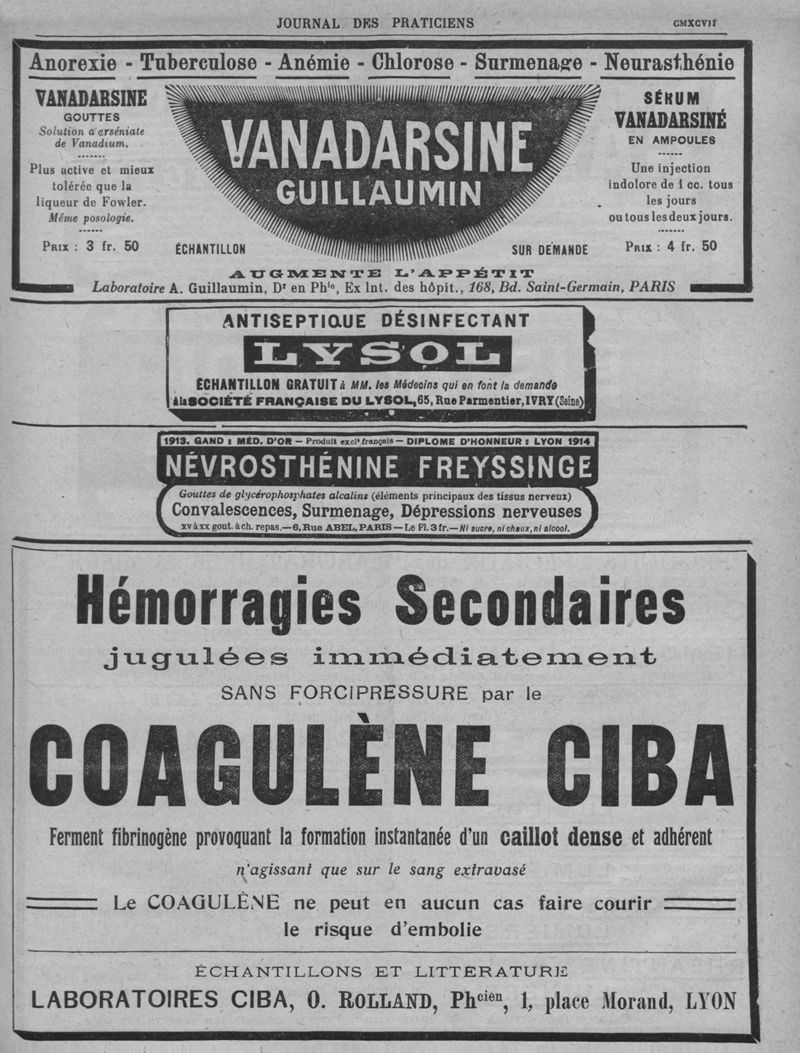 JOURNAL DES PRATICIENS CMXCVII
Anorexie - Tuberculose - Anémie - Chlorose - Surmenage - Neurasthénie
VANADARSINE
GOUTTES
Solution d'arséniate
de Vanadium.
Plus active et mieux
tolérée que la
liqueur de Fowler.
Même posologie.
PRIX : 3 fr. 50
VANADARSINE
GUILLAUMIN
ÉCHANTILLON SUR DEMANDE
SÉRUM
VANADARSINÉ
EN AMPOULES
Une injection
indolore de 1 cc. tous
les jours
ou tous les deux jours.
PRIX : 4 fr. 50
AUGMENTE L'APPÉTIT
Laboratoire A. Guillaumin, Dr en Phie, Ex Int. des hôpit., 168, Bd. Saint-Germain, PARIS
ANTISEPTIQUE DÉSINFECTANT
LYSOL
ÉCHANTILLON GRATUIT à MM. les Médecins qui en font la demande
à la SOCIÉTÉ FRANÇAISE DU LYSOL, 65, Rue Parmentier, IVRY (Seine)
1913. GAND : MÉD. D'OR — Produit exclt français — DIPLOME D'HONNEUR : LYON 1914
NÉVROSTHÉNINE FREYSSINGE
Gouttes de glycérophosphates alcalins (éléments principaux des tissus nerveux)
Convalescences, Surmenage, Dépressions nerveuses
XV à XX gout. à ch. repas. — 6, Rue ABEL, PARIS — Le Fl. 3 fr. — Ni sucre, ni chaux, ni alcool.
Hémorragies Secondaires
jugulées immédiatement
SANS FORCIPRESSURE par le
COAGULÈNE CIBA
Ferment fibrinogène provoquant la formation instantanée d'un caillot dense et adhérent
n'agissant que sur le sang extravasé
Le COAGULÈNE ne peut en aucun cas faire courir
le risque d'embolie
ÉCHANTILLONS ET LITTERATURE
LABORATOIRES CIBA, O. ROLLAND, Phcièn, 1, place Morand, LYON